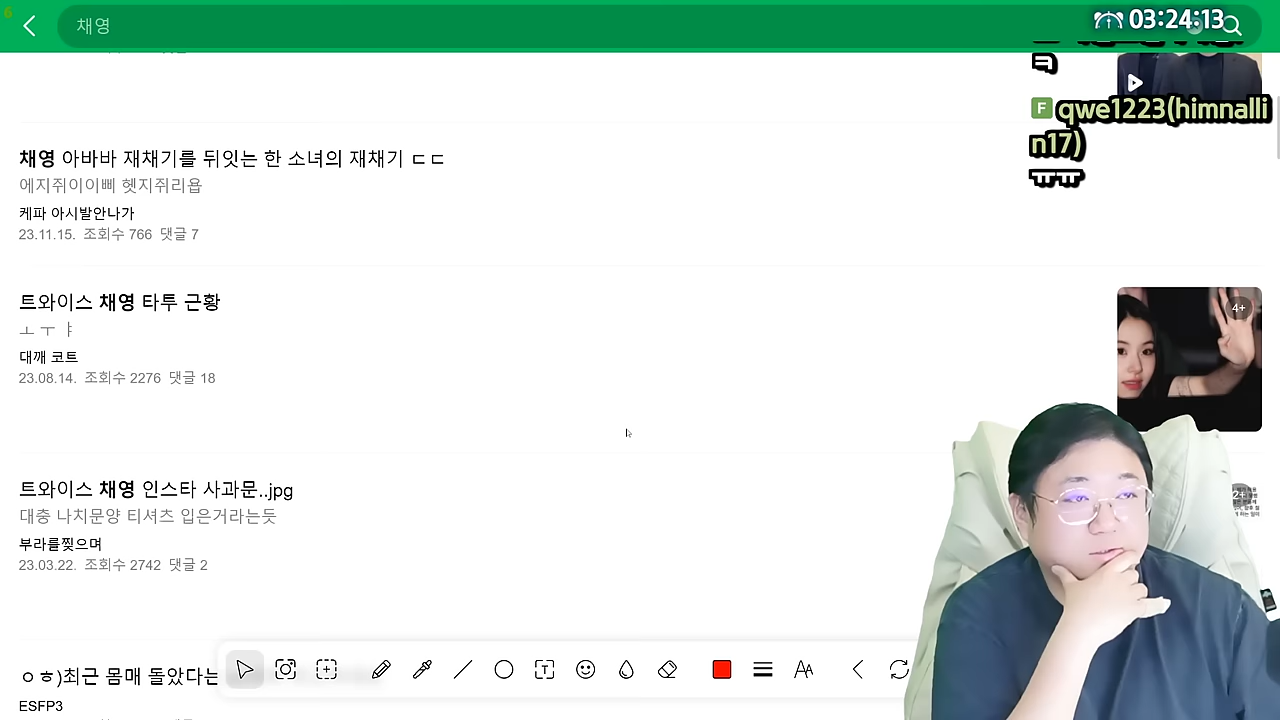 6
채영
03:24:13
ㅋ
F qwe1223(himnalli
n17)
ㅠㅠ
채영 아바바 재채기를 뒤잇는 한 소녀의 재채기 ㄷㄷ
에지쥐이이삐 헷지쥐리욥
케파 아시발안나가
23.11.15. 조회수 766 댓글 7
트와이스 채영 타투 근황
ㅗㅜㅑ
대깨 코트
23.08.14. 조회수 2276 댓글 18
4+
트와이스 채영 인스타 사과문..jpg
대충 나치문양 티셔츠 입은거라는듯
부라를찢으며
23.03.22. 조회수 2742 댓글 2
2+
ㅇㅎ)최근 몸매 돌았다는
ESFP3